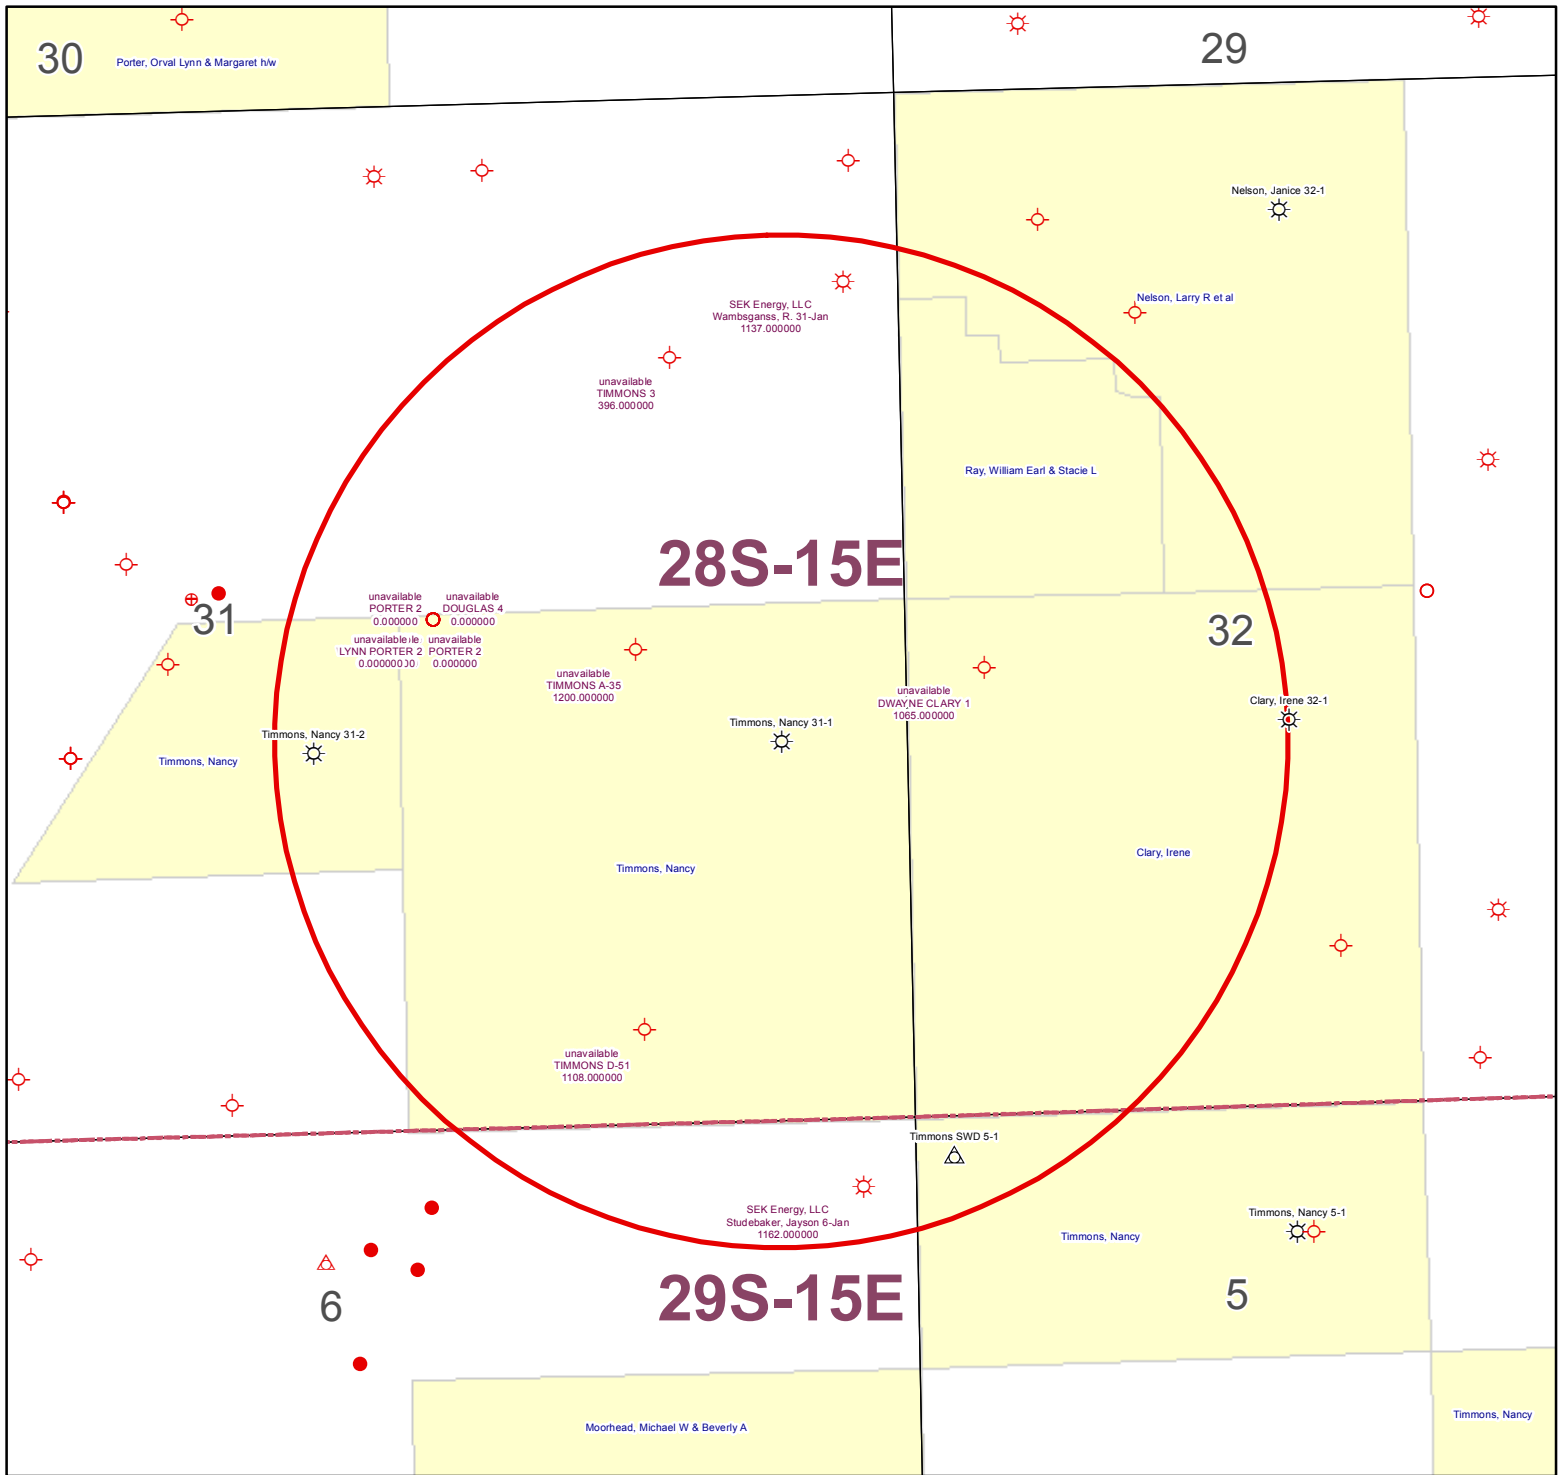 30
Porter, Orval Lynn & Margaret h/w
29
Nelson, Janice 32-1
Nelson, Larry R et al
SEK Energy, LLC
Wambsganss, R. 31-Jan
1137.000000
unavailable
TIMMONS 3
396.000000
Ray, William Earl & Stacie L
28S-15E
31
unavailable
PORTER 2
0.000000
unavailable
DOUGLAS 4
0.000000
unavailable
LYNN PORTER 2
0.000000
unavailable
PORTER 2
0.000000
32
unavailable
TIMMONS A-35
1200.000000
unavailable
DWAYNE CLARY 1
1065.000000
Clary, Irene 32-1
Timmons, Nancy 31-2
Timmons, Nancy 31-1
Timmons, Nancy
Timmons, Nancy
Clary, Irene
unavailable
TIMMONS D-51
1108.000000
Timmons SWD 5-1
SEK Energy, LLC
Studebaker, Jayson 6-Jan
1162.000000
Timmons, Nancy 5-1
Timmons, Nancy
6
29S-15E
5
Moorhead, Michael W & Beverly A
Timmons, Nancy